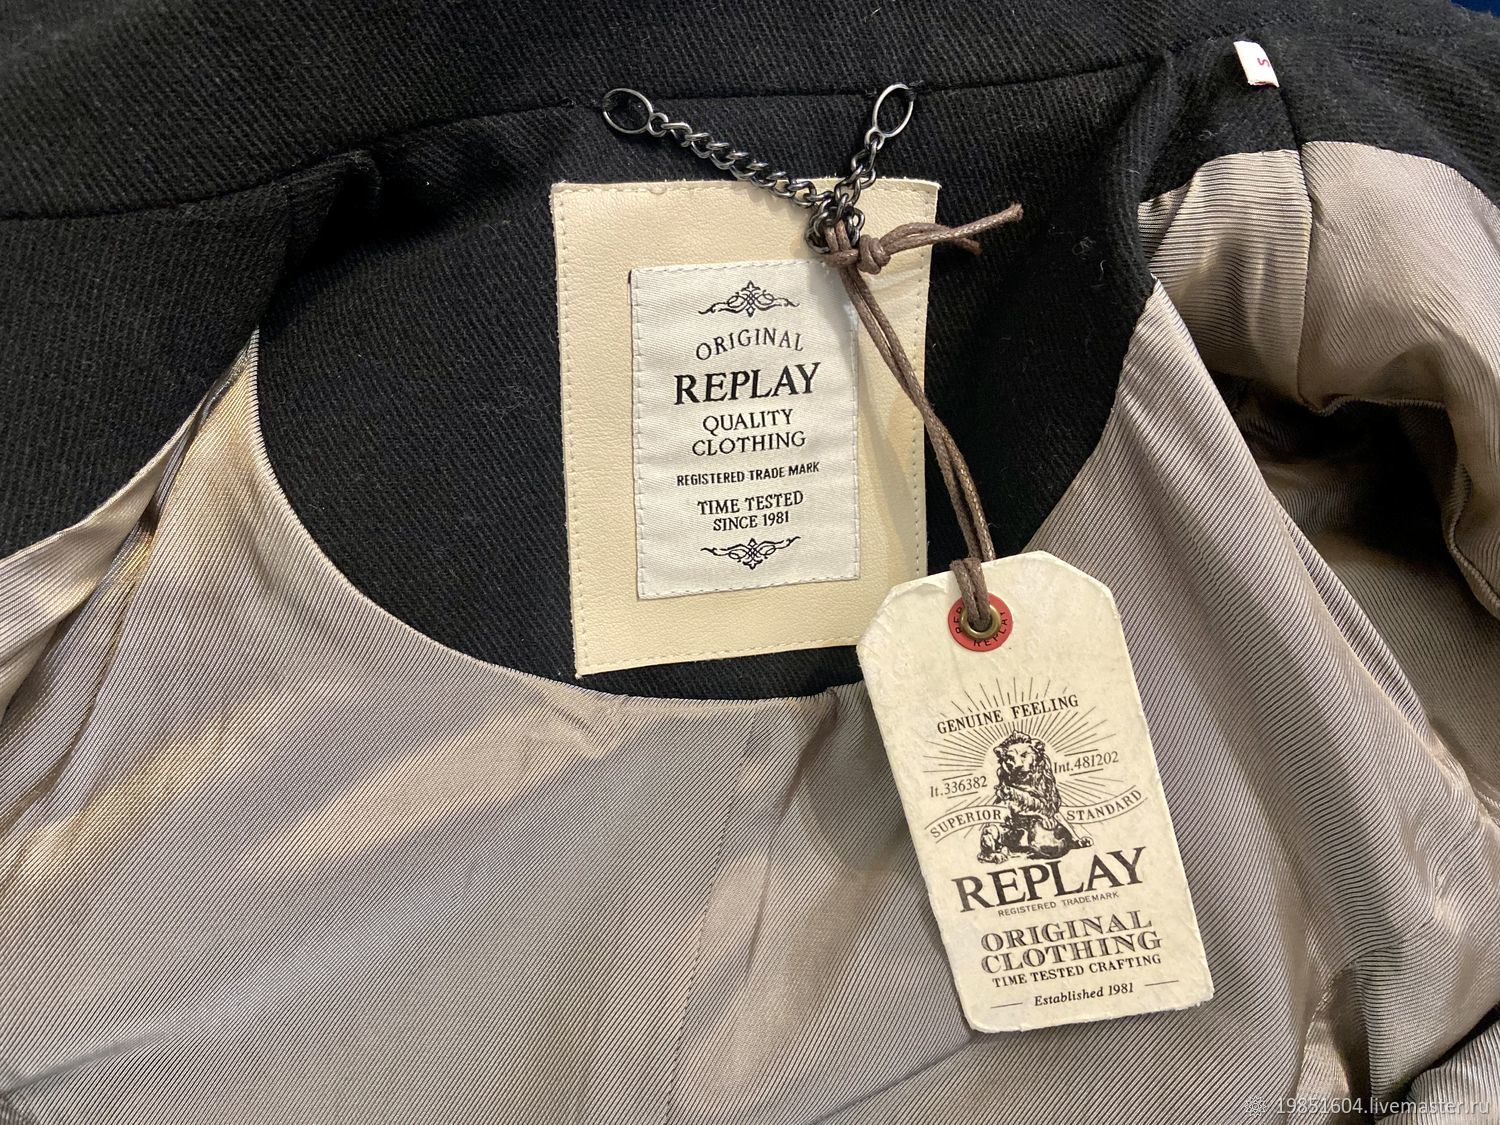 S
ORIGINAL
REPLAY
QUALITY
CLOTHING
REGISTERED TRADE MARK
TIME TESTED
SINCE 1981
REPLAY
GENUINE FEELING
It.336382 Int.481202
SUPERIOR STANDARD
REPLAY
REGISTERED TRADEMARK
ORIGINAL
CLOTHING
TIME TESTED CRAFTING
Established 1981
19851604.livemaster.ru